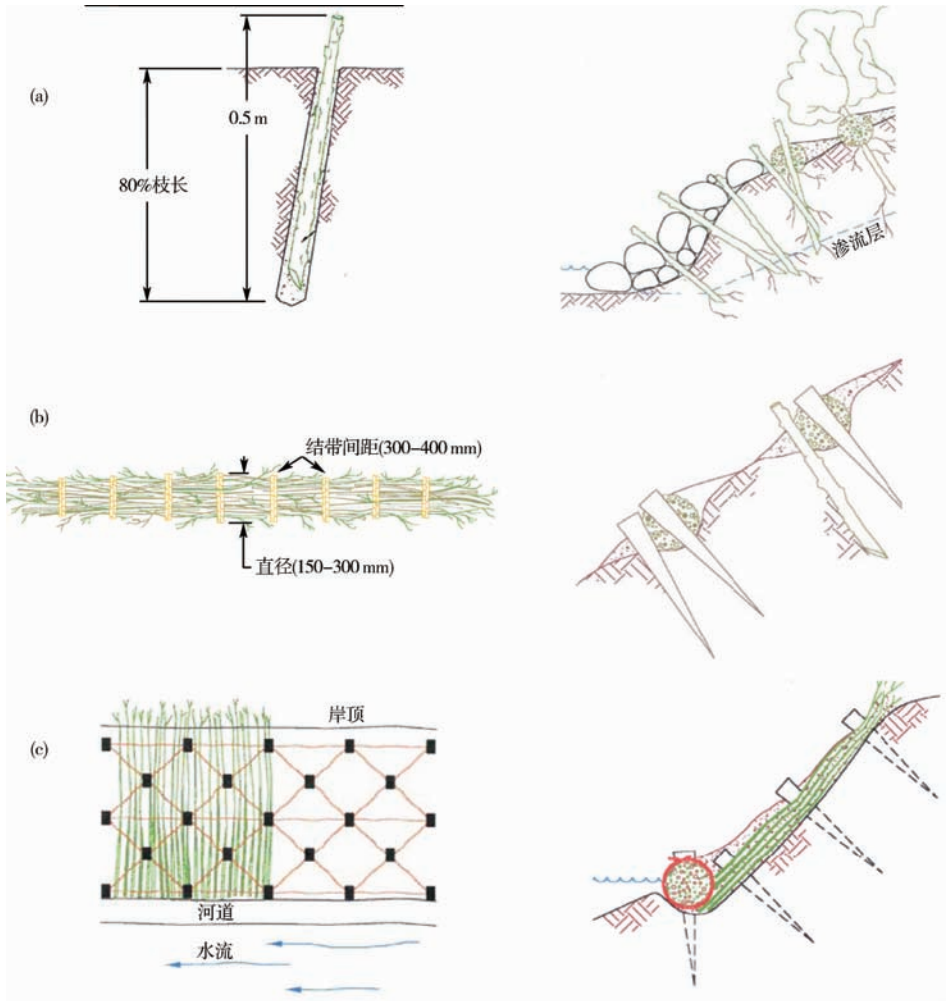 (a)
0.5 m
80%枝长
渗流层
(b)
结带间距(300-400 mm)
直径(150-300 mm)
(c)
岸顶
河道
水流